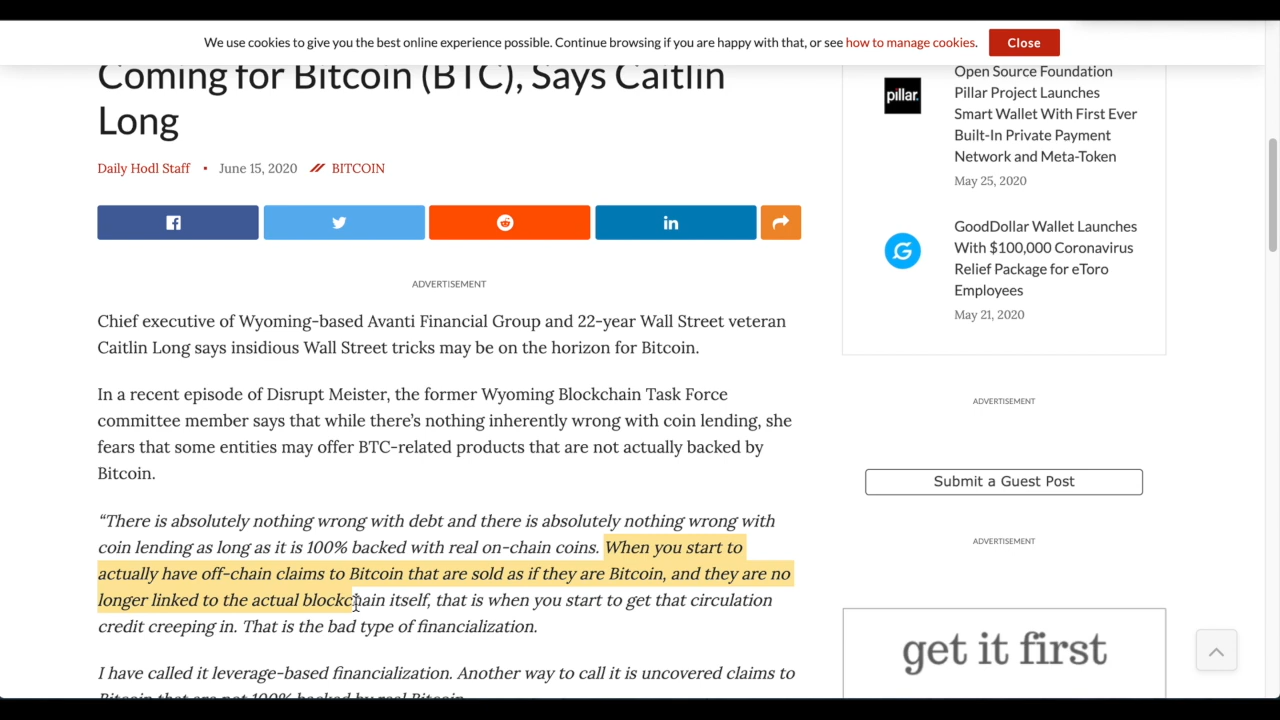 We use cookies to give you the best online experience possible. Continue browsing if you are happy with that, or see how to manage cookies.
Close
Coming for Bitcoin (BTC), Says Caitlin
Long
Daily Hodl Staff • June 15, 2020 BITCOIN
ADVERTISEMENT
Chief executive of Wyoming-based Avanti Financial Group and 22-year Wall Street veteran
Caitlin Long says insidious Wall Street tricks may be on the horizon for Bitcoin.
In a recent episode of Disrupt Meister, the former Wyoming Blockchain Task Force
committee member says that while there’s nothing inherently wrong with coin lending, she
fears that some entities may offer BTC-related products that are not actually backed by
Bitcoin.
“There is absolutely nothing wrong with debt and there is absolutely nothing wrong with
coin lending as long as it is 100% backed with real on-chain coins. When you start to
actually have off-chain claims to Bitcoin that are sold as if they are Bitcoin, and they are no
longer linked to the actual blockchain itself, that is when you start to get that circulation
credit creeping in. That is the bad type of financialization.
I have called it leverage-based financialization. Another way to call it is uncovered claims to
Bitcoin that are not 100% backed by real Bitcoin
pillar.
Open Source Foundation
Pillar Project Launches
Smart Wallet With First Ever
Built-In Private Payment
Network and Meta-Token
May 25, 2020
GoodDollar Wallet Launches
With $100,000 Coronavirus
Relief Package for eToro
Employees
May 21, 2020
ADVERTISEMENT
Submit a Guest Post
ADVERTISEMENT
get it first